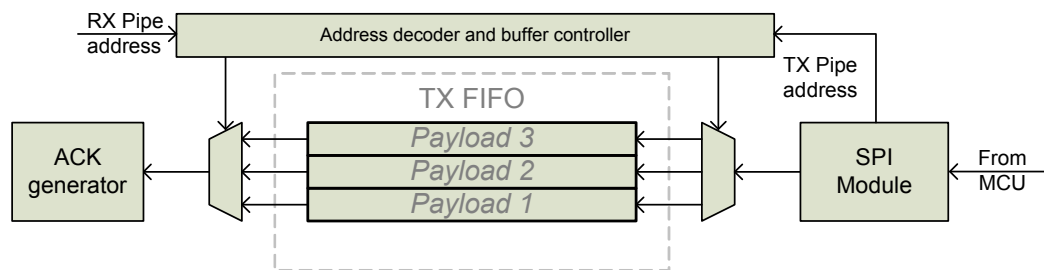 RX Pipe
address
Address decoder and buffer controller
TX Pipe
address
TX FIFO
ACK
generator
Payload 3
Payload 2
Payload 1
SPI
Module
From
MCU